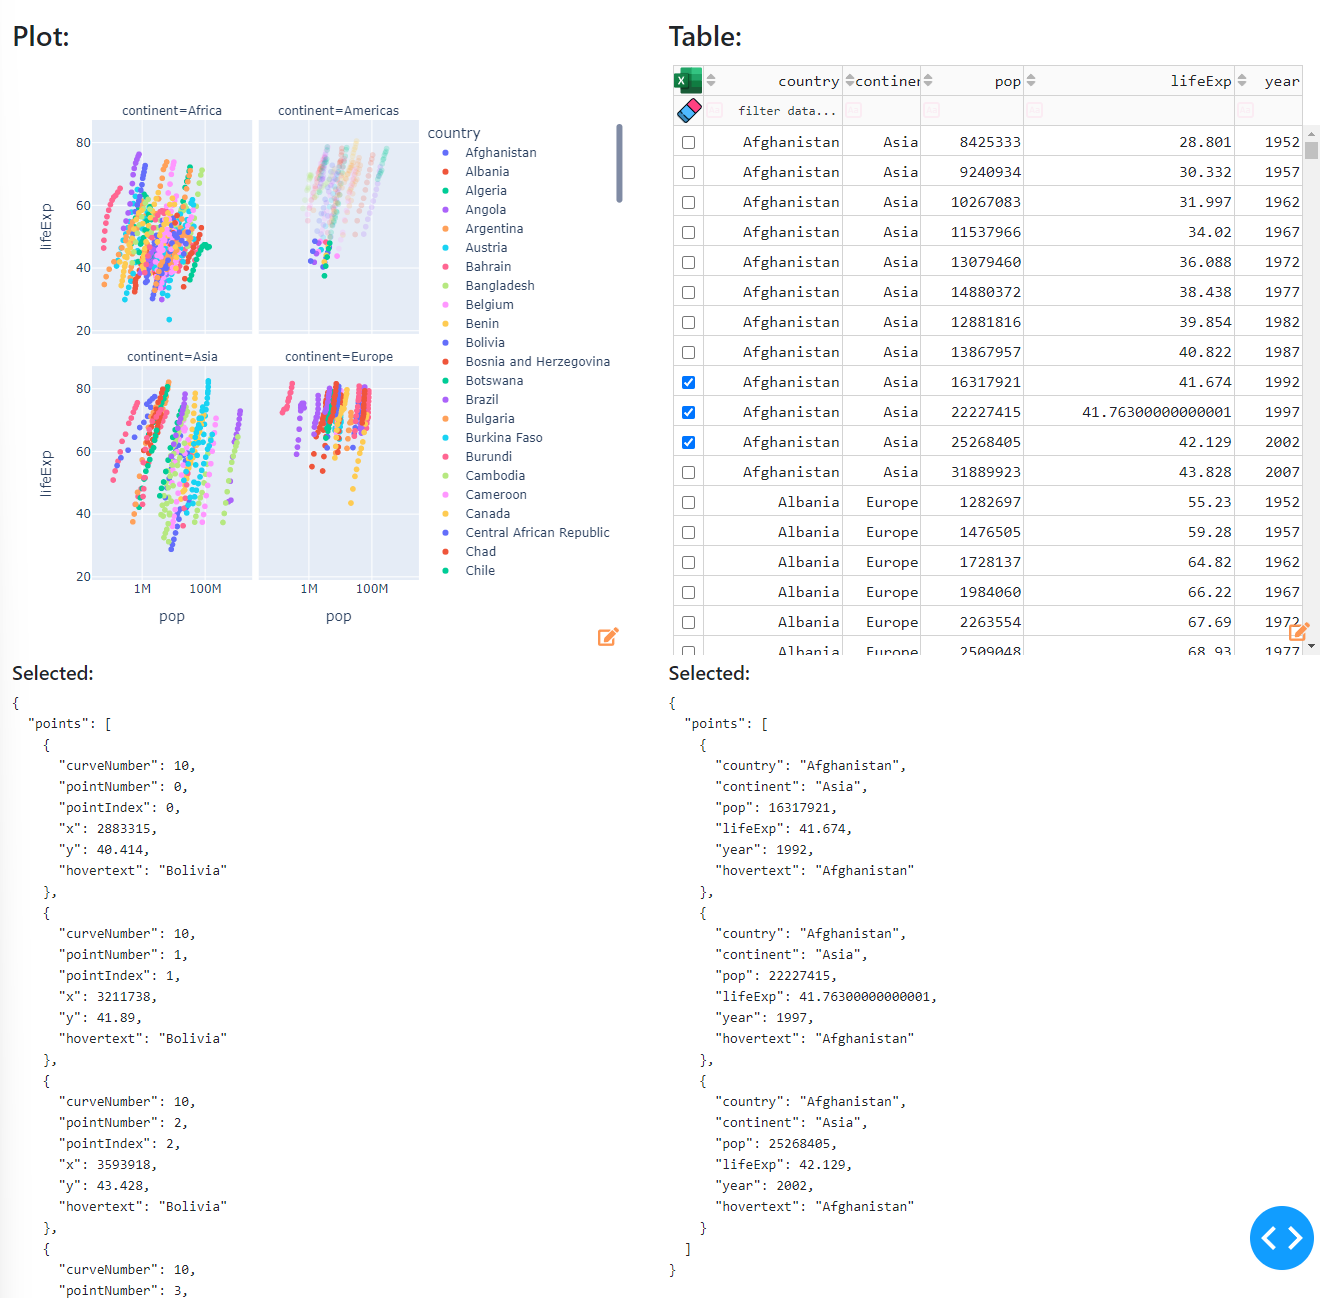 Plot:
continent=Africa
continent=Americas
80
60
40
20
lifeExp
continent=Asia
continent=Europe
80
60
40
20
lifeExp
1M
100M
1M
100M
pop
pop
country
Afghanistan
Albania
Algeria
Angola
Argentina
Austria
Bahrain
Bangladesh
Belgium
Benin
Bolivia
Bosnia and Herzegovina
Botswana
Brazil
Bulgaria
Burkina Faso
Burundi
Cambodia
Cameroon
Canada
Central African Republic
Chad
Chile
Table:
country continen pop lifeExp year
filter data...
Afghanistan Asia 8425333 28.801 1952
Afghanistan Asia 9240934 30.332 1957
Afghanistan Asia 10267083 31.997 1962
Afghanistan Asia 11537966 34.02 1967
Afghanistan Asia 13079460 36.088 1972
Afghanistan Asia 14880372 38.438 1977
Afghanistan Asia 12881816 39.854 1982
Afghanistan Asia 13867957 40.822 1987
Afghanistan Asia 16317921 41.674 1992
Afghanistan Asia 22227415 41.76300000000001 1997
Afghanistan Asia 25268405 42.129 2002
Afghanistan Asia 31889923 43.828 2007
Albania Europe 1282697 55.23 1952
Albania Europe 1476505 59.28 1957
Albania Europe 1728137 64.82 1962
Albania Europe 1984060 66.22 1967
Albania Europe 2263554 67.69 1972
Albania Europe 2509048 68.93 1977
Selected:
{
"points": [
{
"curveNumber": 10,
"pointNumber": 0,
"pointIndex": 0,
"x": 2883315,
"y": 40.414,
"hovertext": "Bolivia"
},
{
"curveNumber": 10,
"pointNumber": 1,
"pointIndex": 1,
"x": 3211738,
"y": 41.89,
"hovertext": "Bolivia"
},
{
"curveNumber": 10,
"pointNumber": 2,
"pointIndex": 2,
"x": 3593918,
"y": 43.428,
"hovertext": "Bolivia"
},
{
"curveNumber": 10,
"pointNumber": 3,
Selected:
{
"points": [
{
"country": "Afghanistan",
"continent": "Asia",
"pop": 16317921,
"lifeExp": 41.674,
"year": 1992,
"hovertext": "Afghanistan"
},
{
"country": "Afghanistan",
"continent": "Asia",
"pop": 22227415,
"lifeExp": 41.76300000000001,
"year": 1997,
"hovertext": "Afghanistan"
},
{
"country": "Afghanistan",
"continent": "Asia",
"pop": 25268405,
"lifeExp": 42.129,
"year": 2002,
"hovertext": "Afghanistan"
}
]
}